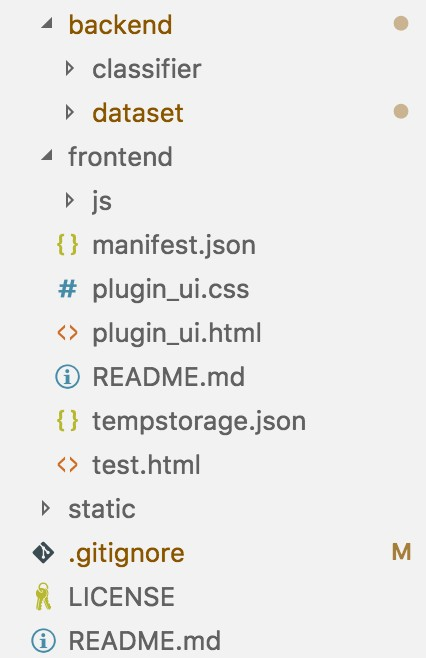 backend
classifier
dataset
frontend
js
{} manifest.json
# plugin_ui.css
<> plugin_ui.html
README.md
{} tempstorage.json
<> test.html
static
.gitignore M
LICENSE
README.md